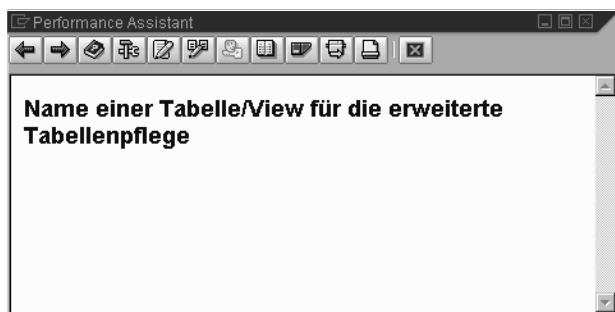 Performance Assistant
Name einer Tabelle/View für die erweiterte
Tabellenpflege